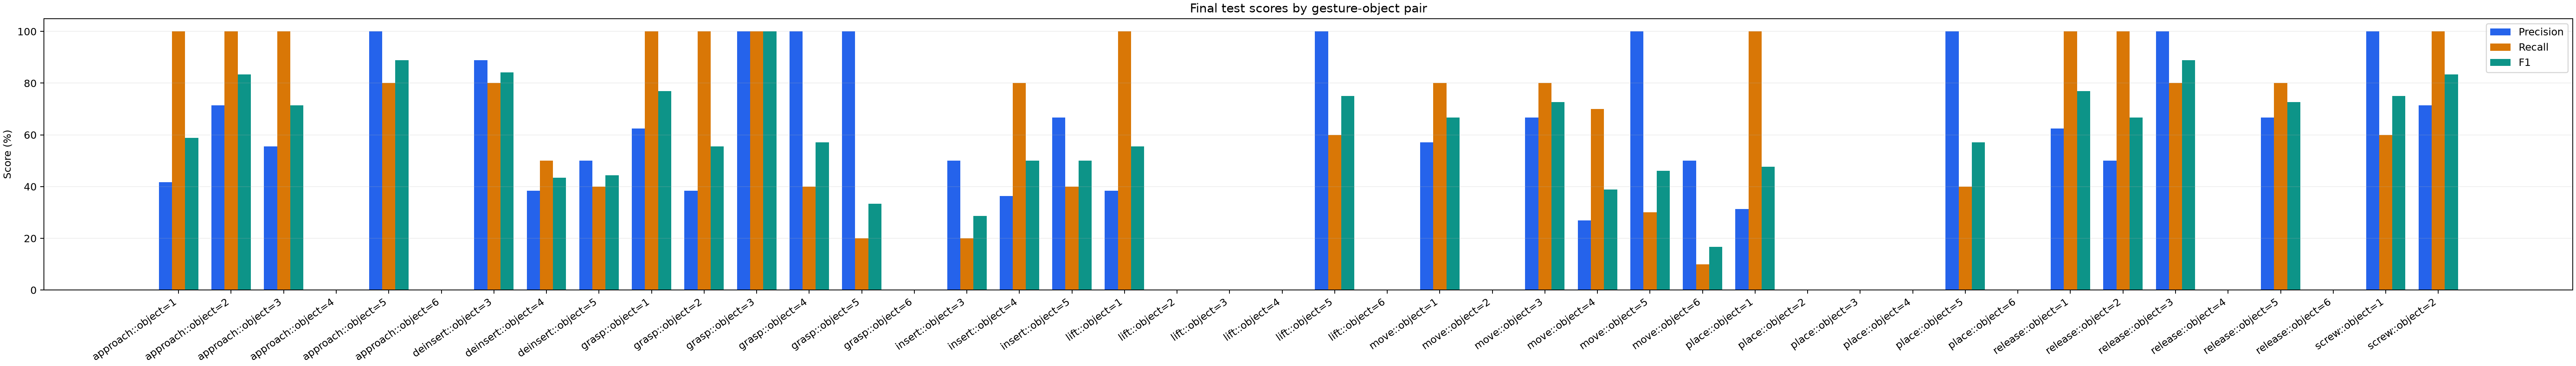 Final test scores by gesture-object pair
Precision
Recall
F1
Score (%)
100
80
60
40
20
0
approach::object=1
approach::object=2
approach::object=3
approach::object=4
approach::object=5
approach::object=6
deinsert::object=3
deinsert::object=4
deinsert::object=5
grasp::object=1
grasp::object=2
grasp::object=3
grasp::object=4
grasp::object=5
grasp::object=6
insert::object=3
insert::object=4
insert::object=5
lift::object=1
lift::object=2
lift::object=3
lift::object=4
lift::object=5
lift::object=6
move::object=1
move::object=2
move::object=3
move::object=4
move::object=5
move::object=6
place::object=1
place::object=2
place::object=3
place::object=4
place::object=5
place::object=6
release::object=1
release::object=2
release::object=3
release::object=4
release::object=5
release::object=6
screw::object=1
screw::object=2